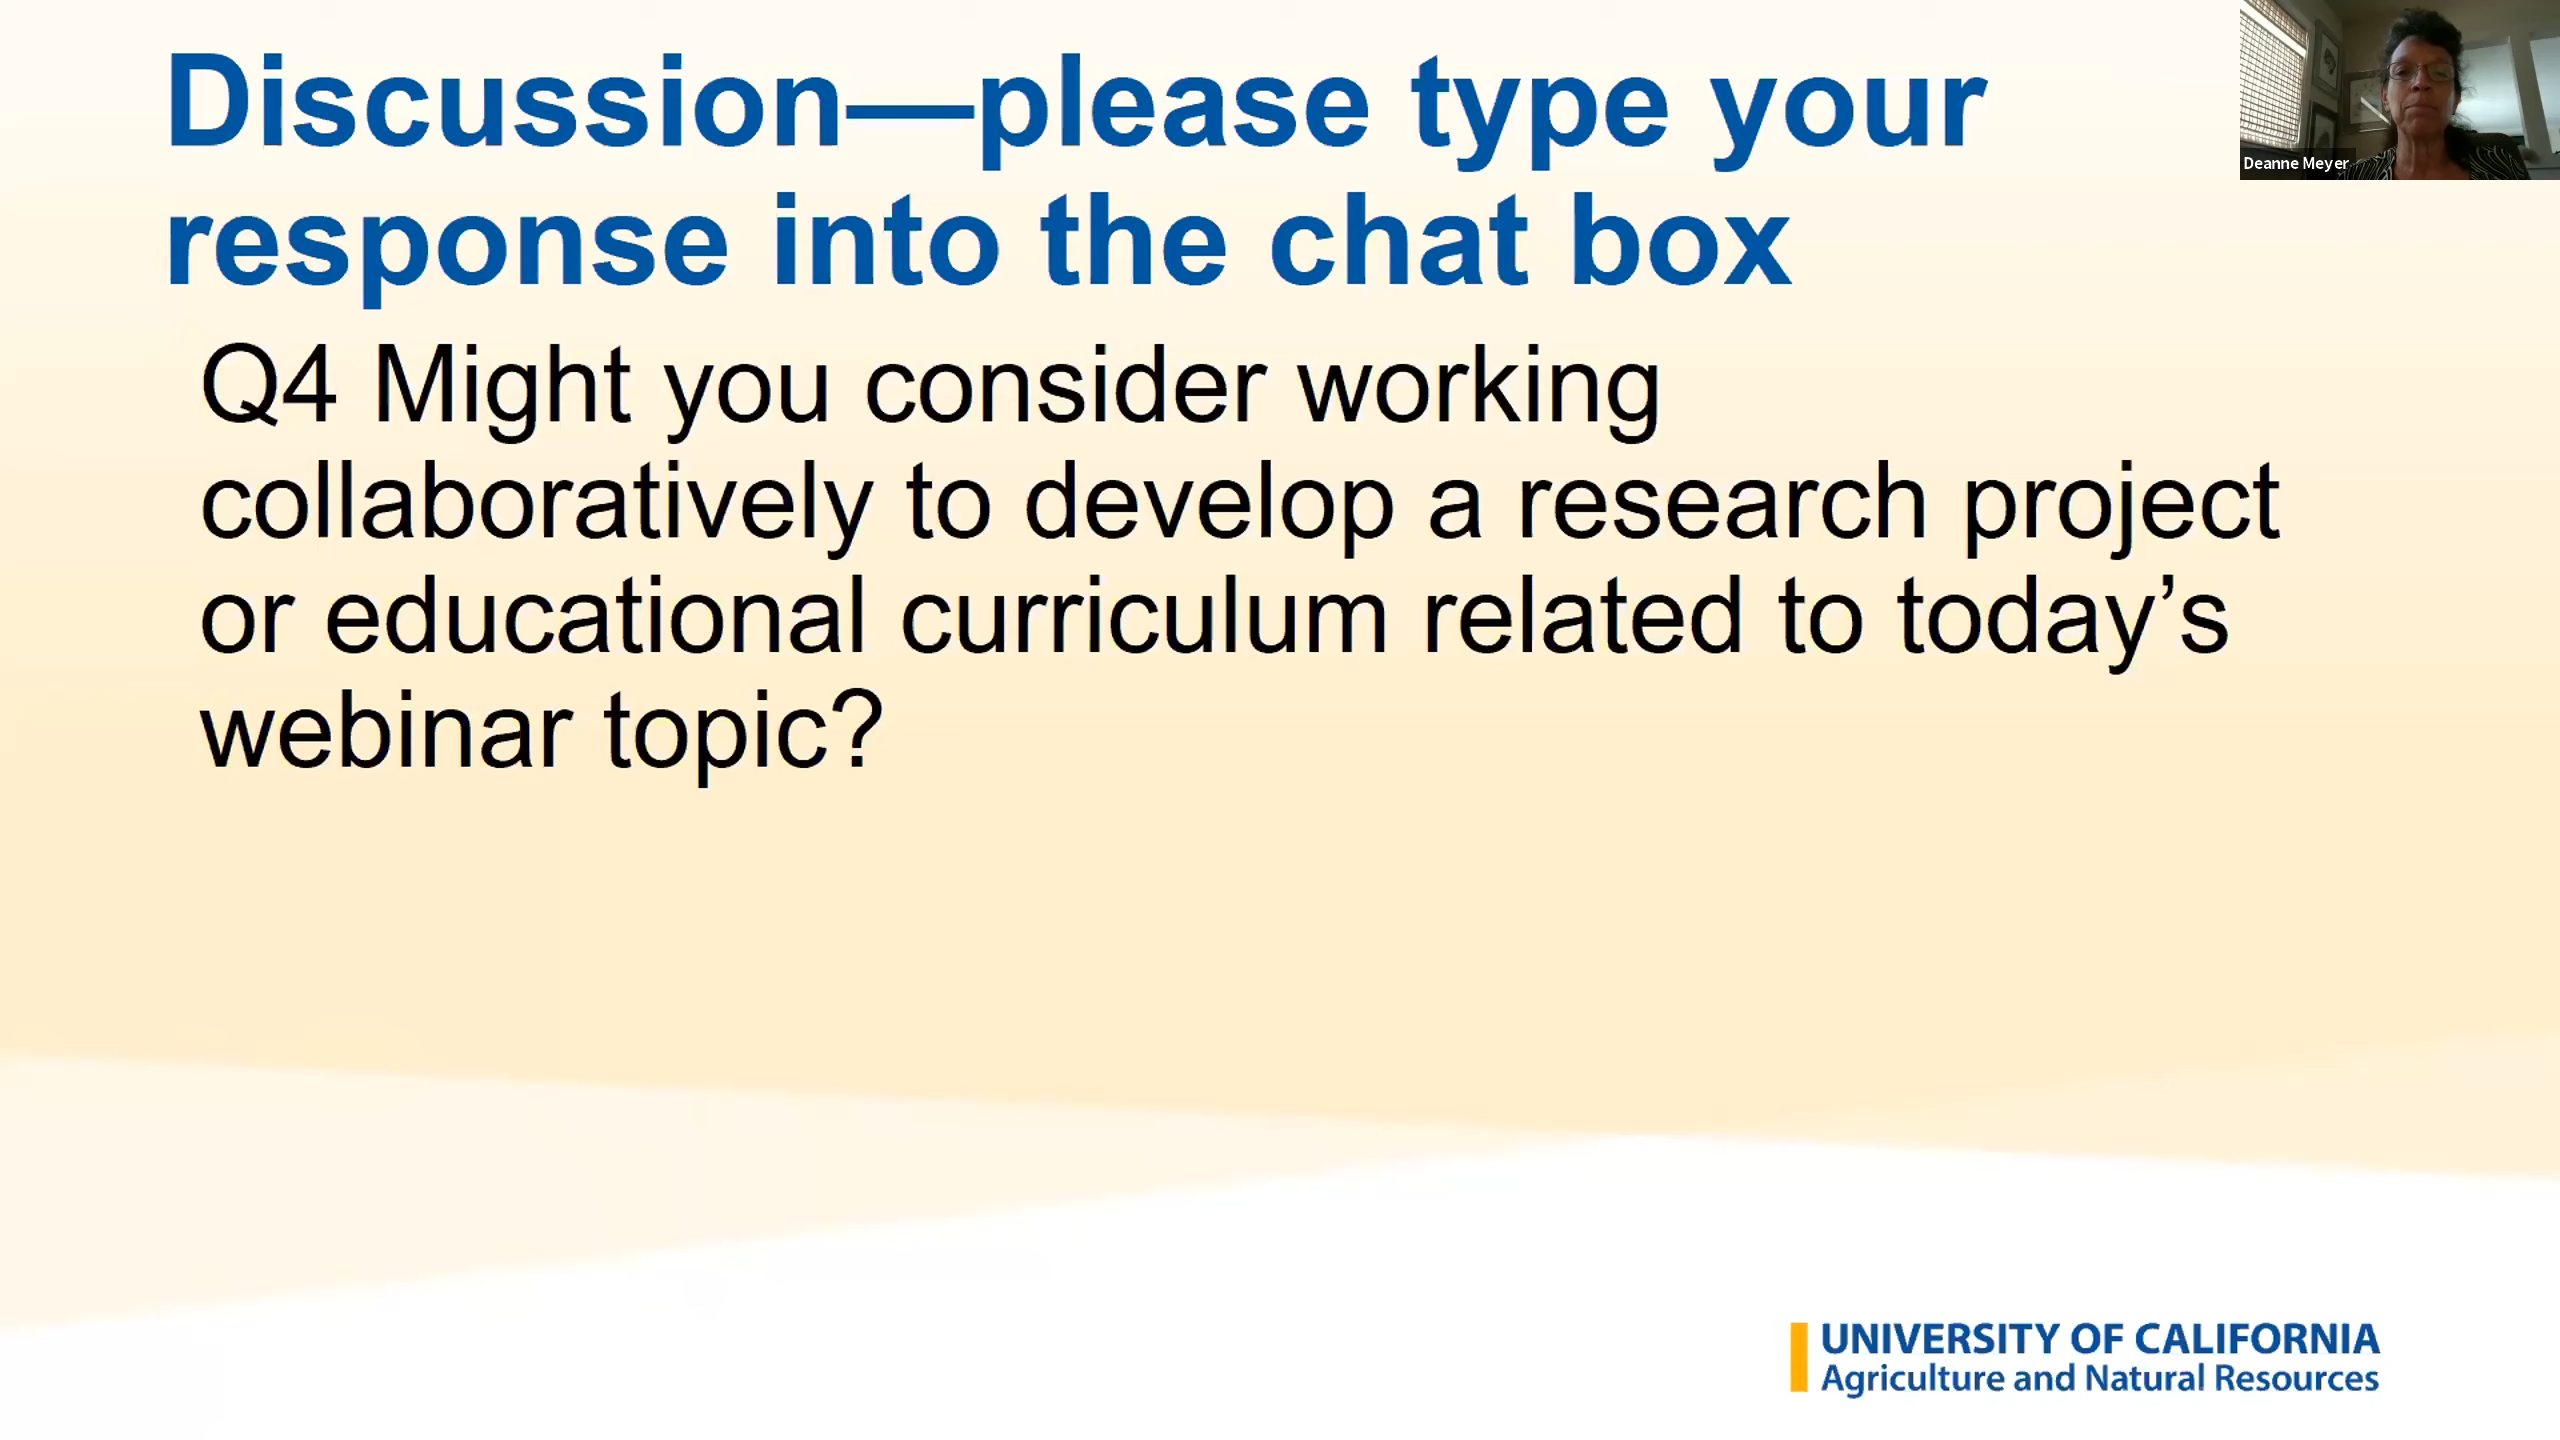 Discussion—please type your
response into the chat box
Deanne Meyer
Q4 Might you consider working
collaboratively to develop a research project
or educational curriculum related to today’s
webinar topic?
UNIVERSITY OF CALIFORNIA
Agriculture and Natural Resources